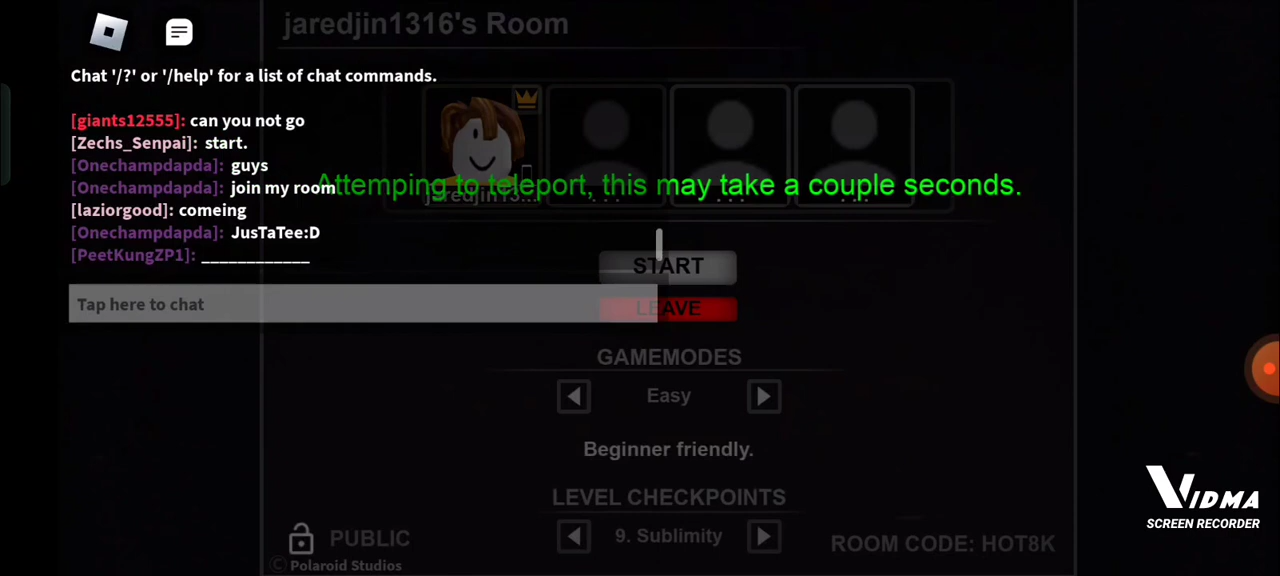 jaredjin1316's Room
Chat '/?' or '/help' for a list of chat commands.
[giants12555]: can you not go
[Zechs_Senpai]: start.
[Onechampdapda]: guys
[Onechampdapda]: join my room
[laziorgood]: comeing
[Onechampdapda]: JusTaTee:D
[PeetKungZP1]: ____________
Attemping to teleport, this may take a couple seconds.
jaredjin13...
...
...
...
START
Tap here to chat
LEAVE
GAMEMODES
Easy
Beginner friendly.
LEVEL CHECKPOINTS
9. Sublimity
PUBLIC
ROOM CODE: HOT8K
© Polaroid Studios
VIDMA
SCREEN RECORDER